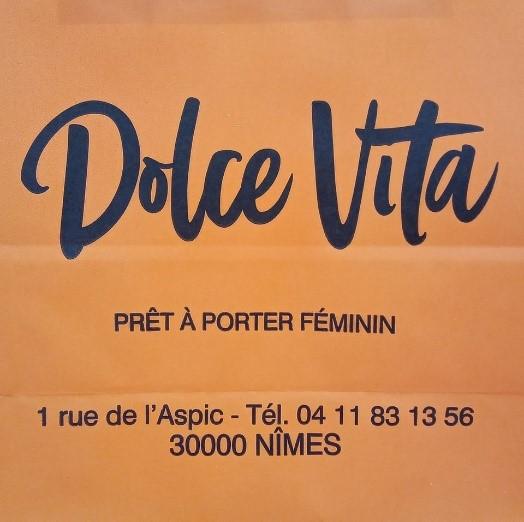 Dolce Vita
PRÊT À PORTER FÉMININ
1 rue de l'Aspic - Tél. 04 11 83 13 56
30000 NÎMES